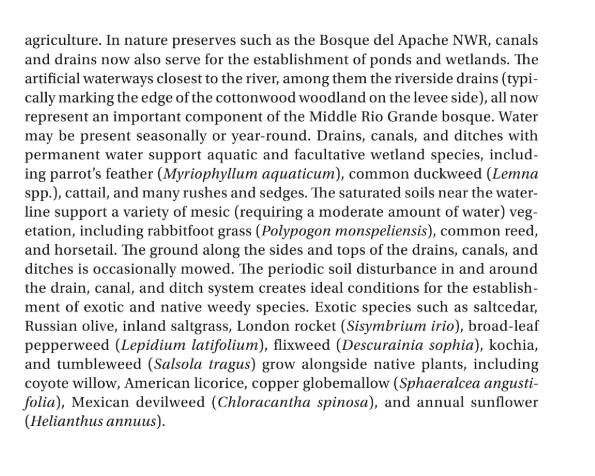 agriculture. In nature preserves such as the Bosque del Apache NWR, canals
and drains now also serve for the establishment of ponds and wetlands. The
artificial waterways closest to the river, among them the riverside drains (typi-
cally marking the edge of the cottonwood woodland on the levee side), all now
represent an important component of the Middle Rio Grande bosque. Water
may be present seasonally or year-round. Drains, canals, and ditches with
permanent water support aquatic and facultative wetland species, includ-
ing parrot’s feather (Myriophyllum aquaticum), common duckweed (Lemna
spp.), cattail, and many rushes and sedges. The saturated soils near the water-
line support a variety of mesic (requiring a moderate amount of water) veg-
etation, including rabbitfoot grass (Polypogon monspeliensis), common reed,
and horsetail. The ground along the sides and tops of the drains, canals, and
ditches is occasionally mowed. The periodic soil disturbance in and around
the drain, canal, and ditch system creates ideal conditions for the establish-
ment of exotic and native weedy species. Exotic species such as saltcedar,
Russian olive, inland saltgrass, London rocket (Sisymbrium irio), broad-leaf
pepperweed (Lepidium latifolium), flixweed (Descurainia sophia), kochia,
and tumbleweed (Salsola tragus) grow alongside native plants, including
coyote willow, American licorice, copper globemallow (Sphaeralcea angusti-
folia), Mexican devilweed (Chloracantha spinosa), and annual sunflower
(Helianthus annuus).